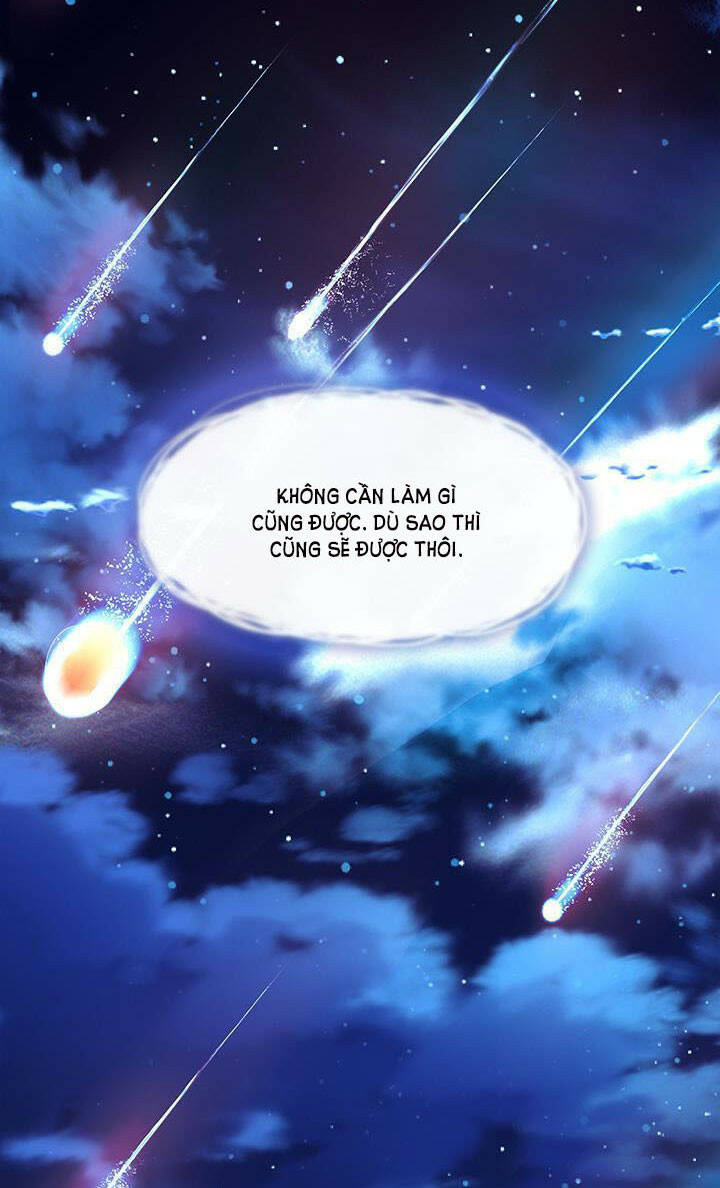 KHÔNG CẦN LÀM GÌ
CŨNG ĐƯỢC. DÙ SAO THÌ
CŨNG SẼ ĐƯỢC THÔI.